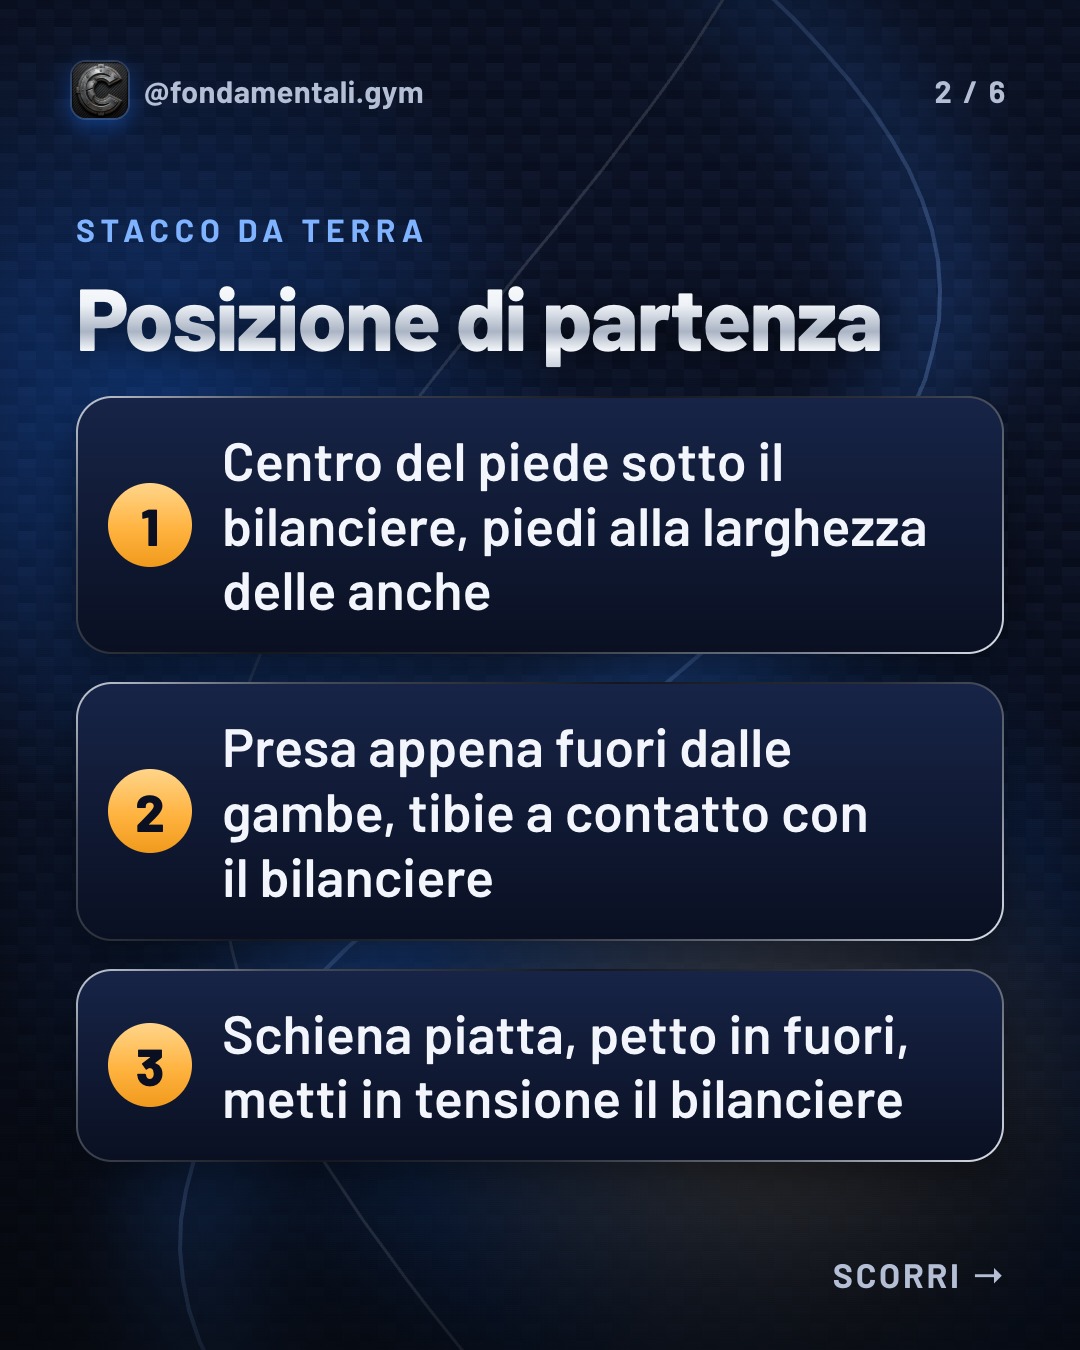 @fondamentali.gym
2 / 6
STACCO DA TERRA
Posizione di partenza
1
Centro del piede sotto il
bilanciere, piedi alla larghezza
delle anche
2
Presa appena fuori dalle
gambe, tibie a contatto con
il bilanciere
3
Schiena piatta, petto in fuori,
metti in tensione il bilanciere
SCORRI →